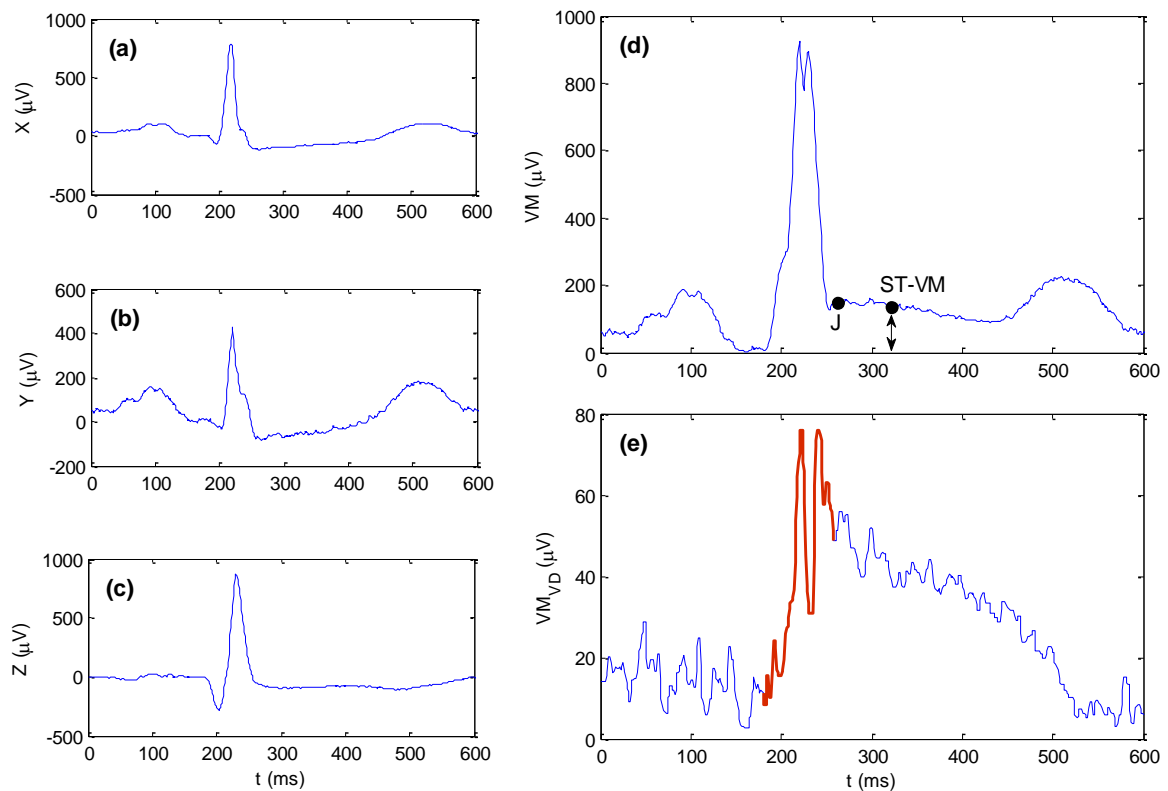 (a)
X (µV)
1000
500
0
-500
0 100 200 300 400 500 600
(b)
Y (µV)
600
400
200
0
-200
0 100 200 300 400 500 600
(c)
Z (µV)
1000
500
0
-500
0 100 200 300 400 500 600
t (ms)
(d)
VM (µV)
1000
800
600
400
200
0
ST-VM
J
0 100 200 300 400 500 600
(e)
VM_VD (µV)
80
60
40
20
0
0 100 200 300 400 500 600
t (ms)